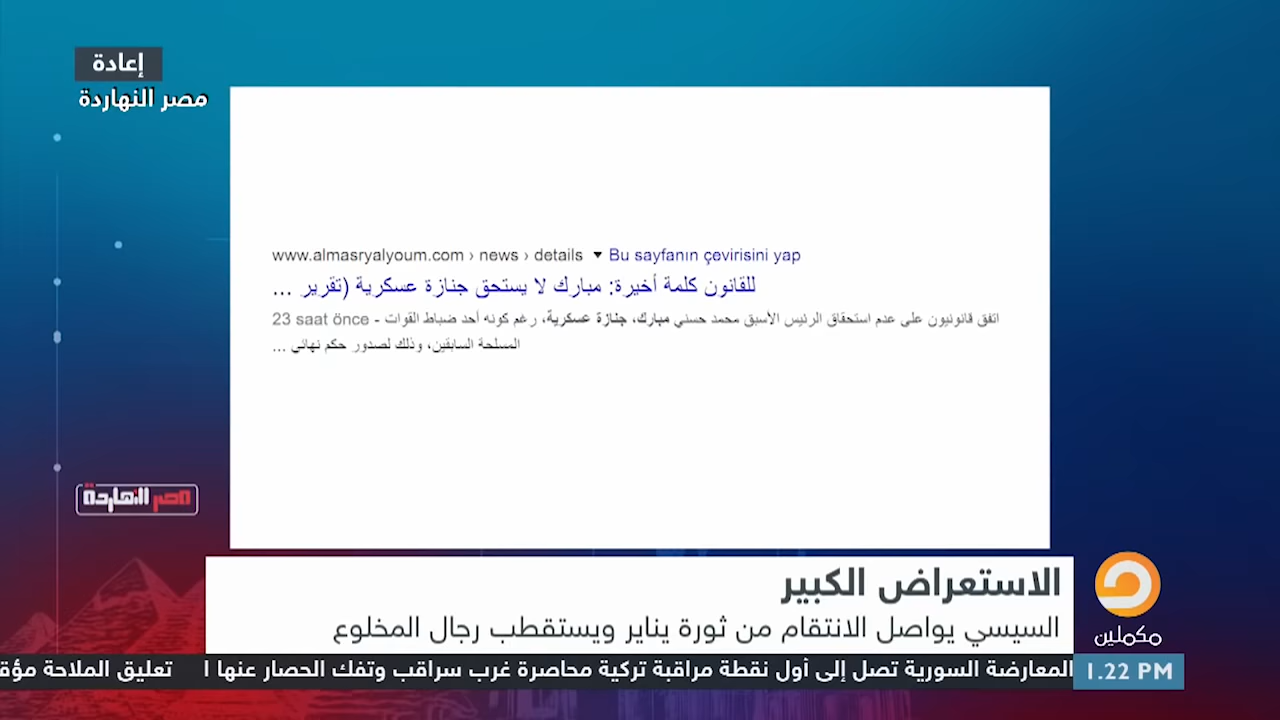 إعادة
مصر النهاردة
www.almasryalyoum.com › news › details ▼ Bu sayfanın çevirisini yap
للقانون كلمة أخيرة: مبارك لا يستحق جنازة عسكرية (تقرير ...
23 saat önce - اتفق قانونيون على عدم استحقاق الرئيس الأسبق محمد حسني مبارك، جنازة عسكرية، رغم كونه أحد ضباط القوات
المسلحة السابقين، وذلك لصدور حكم نهائي ...
مصر النهاردة
الاستعراض الكبير
السيسي يواصل الانتقام من ثورة يناير ويستقطب رجال المخلوع
مكملين
المعارضة السورية تصل إلى أول نقطة مراقبة تركية محاصرة غرب سراقب وتفك الحصار عنها تعليق الملاحة
1.22 PM